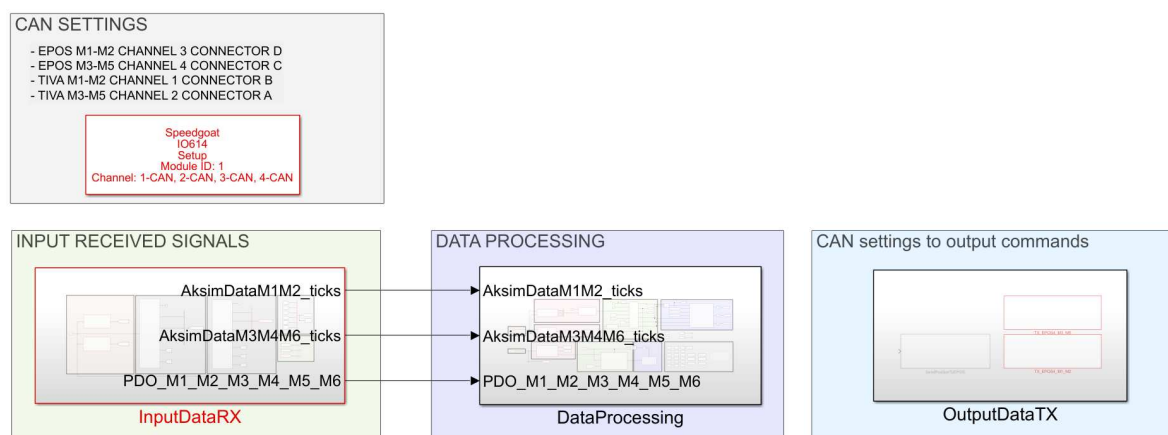 CAN SETTINGS
- EPOS M1-M2 CHANNEL 3 CONNECTOR D
- EPOS M3-M5 CHANNEL 4 CONNECTOR C
- TIVA M1-M2 CHANNEL 1 CONNECTOR B
- TIVA M3-M5 CHANNEL 2 CONNECTOR A
Speedgoat
IO614
Setup
Module ID: 1
Channel: 1-CAN, 2-CAN, 3-CAN, 4-CAN
INPUT RECEIVED SIGNALS
AksimDataM1M2_ticks
AksimDataM3M4M6_ticks
PDO_M1_M2_M3_M4_M5_M6
InputDataRX
DATA PROCESSING
AksimDataM1M2_ticks
AksimDataM3M4M6_ticks
PDO_M1_M2_M3_M4_M5_M6
DataProcessing
CAN settings to output commands
OutputDataTX